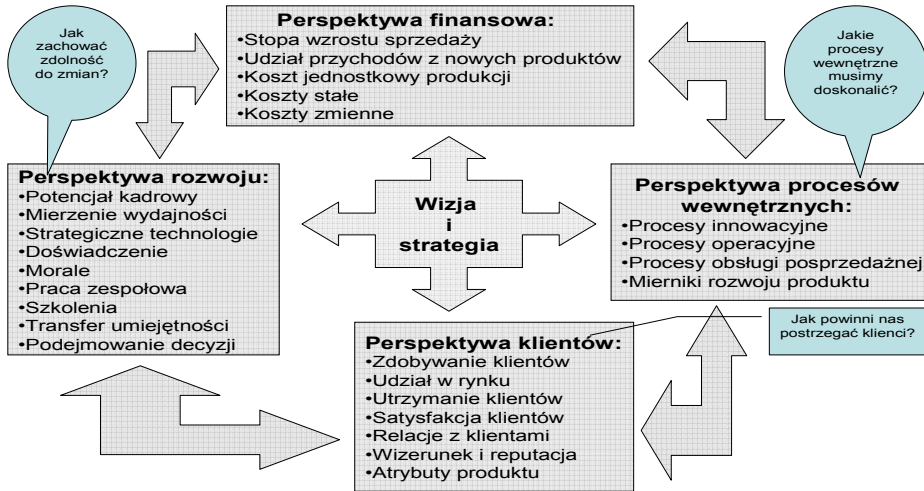 Jak
zachować
zdolność
do zmian?
Perspektywa finansowa:
•Stopa wzrostu sprzedaży
•Udział przychodów z nowych produktów
•Koszt jednostkowy produkcji
•Koszty stałe
•Koszty zmienne
Jakie
procesy
wewnętrzne
musimy
doskonalić?
Perspektywa rozwoju:
•Potencjał kadrowy
•Mierzenie wydajności
•Strategiczne technologie
•Doświadczenie
•Morale
•Praca zespołowa
•Szkolenia
•Transfer umiejętności
•Podejmowanie decyzji
Wizja
i
strategia
Perspektywa procesów
wewnętrznych:
•Procesy innowacyjne
•Procesy operacyjne
•Procesy obsługi posprzedażnej
•Mierniki rozwoju produktu
Jak powinni nas
postrzegać klienci?
Perspektywa klientów:
•Zdobywanie klientów
•Udział w rynku
•Utrzymanie klientów
•Satysfakcja klientów
•Relacje z klientami
•Wizerunek i reputacja
•Atrybuty produktu